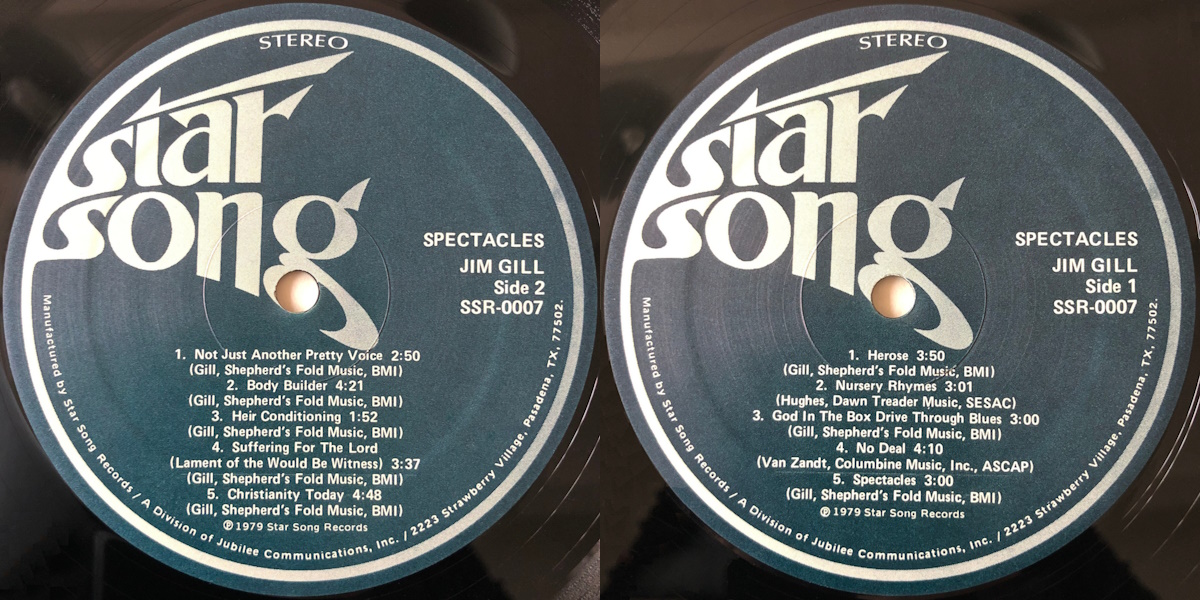 STEREO
star
song
SPECTACLES
JIM GILL
Side 2
SSR-0007
1. Not Just Another Pretty Voice 2:50
(Gill, Shepherd's Fold Music, BMI)
2. Body Builder 4:21
(Gill, Shepherd's Fold Music, BMI)
3. Heir Conditioning 1:52
(Gill, Shepherd's Fold Music, BMI)
4. Suffering For The Lord
(Lament of the Would Be Witness) 3:37
(Gill, Shepherd's Fold Music, BMI)
5. Christianity Today 4:48
(Gill, Shepherd's Fold Music, BMI)
℗ 1979 Star Song Records
Manufactured by Star Song Records / A Division of Jubilee Communications, Inc. / 2223 Strawberry Village, Pasadena, TX, 77502.
STEREO
star
song
SPECTACLES
JIM GILL
Side 1
SSR-0007
1. Herose 3:50
(Gill, Shepherd's Fold Music, BMI)
2. Nursery Rhymes 3:01
(Hughes, Dawn Treader Music, SESAC)
3. God In The Box Drive Through Blues 3:00
(Gill, Shepherd's Fold Music, BMI)
4. No Deal 4:10
(Van Zandt, Columbine Music, Inc., ASCAP)
5. Spectacles 3:00
(Gill, Shepherd's Fold Music, BMI)
℗ 1979 Star Song Records
Manufactured by Star Song Records / A Division of Jubilee Communications, Inc. / 2223 Strawberry Village, Pasadena, TX, 77502.